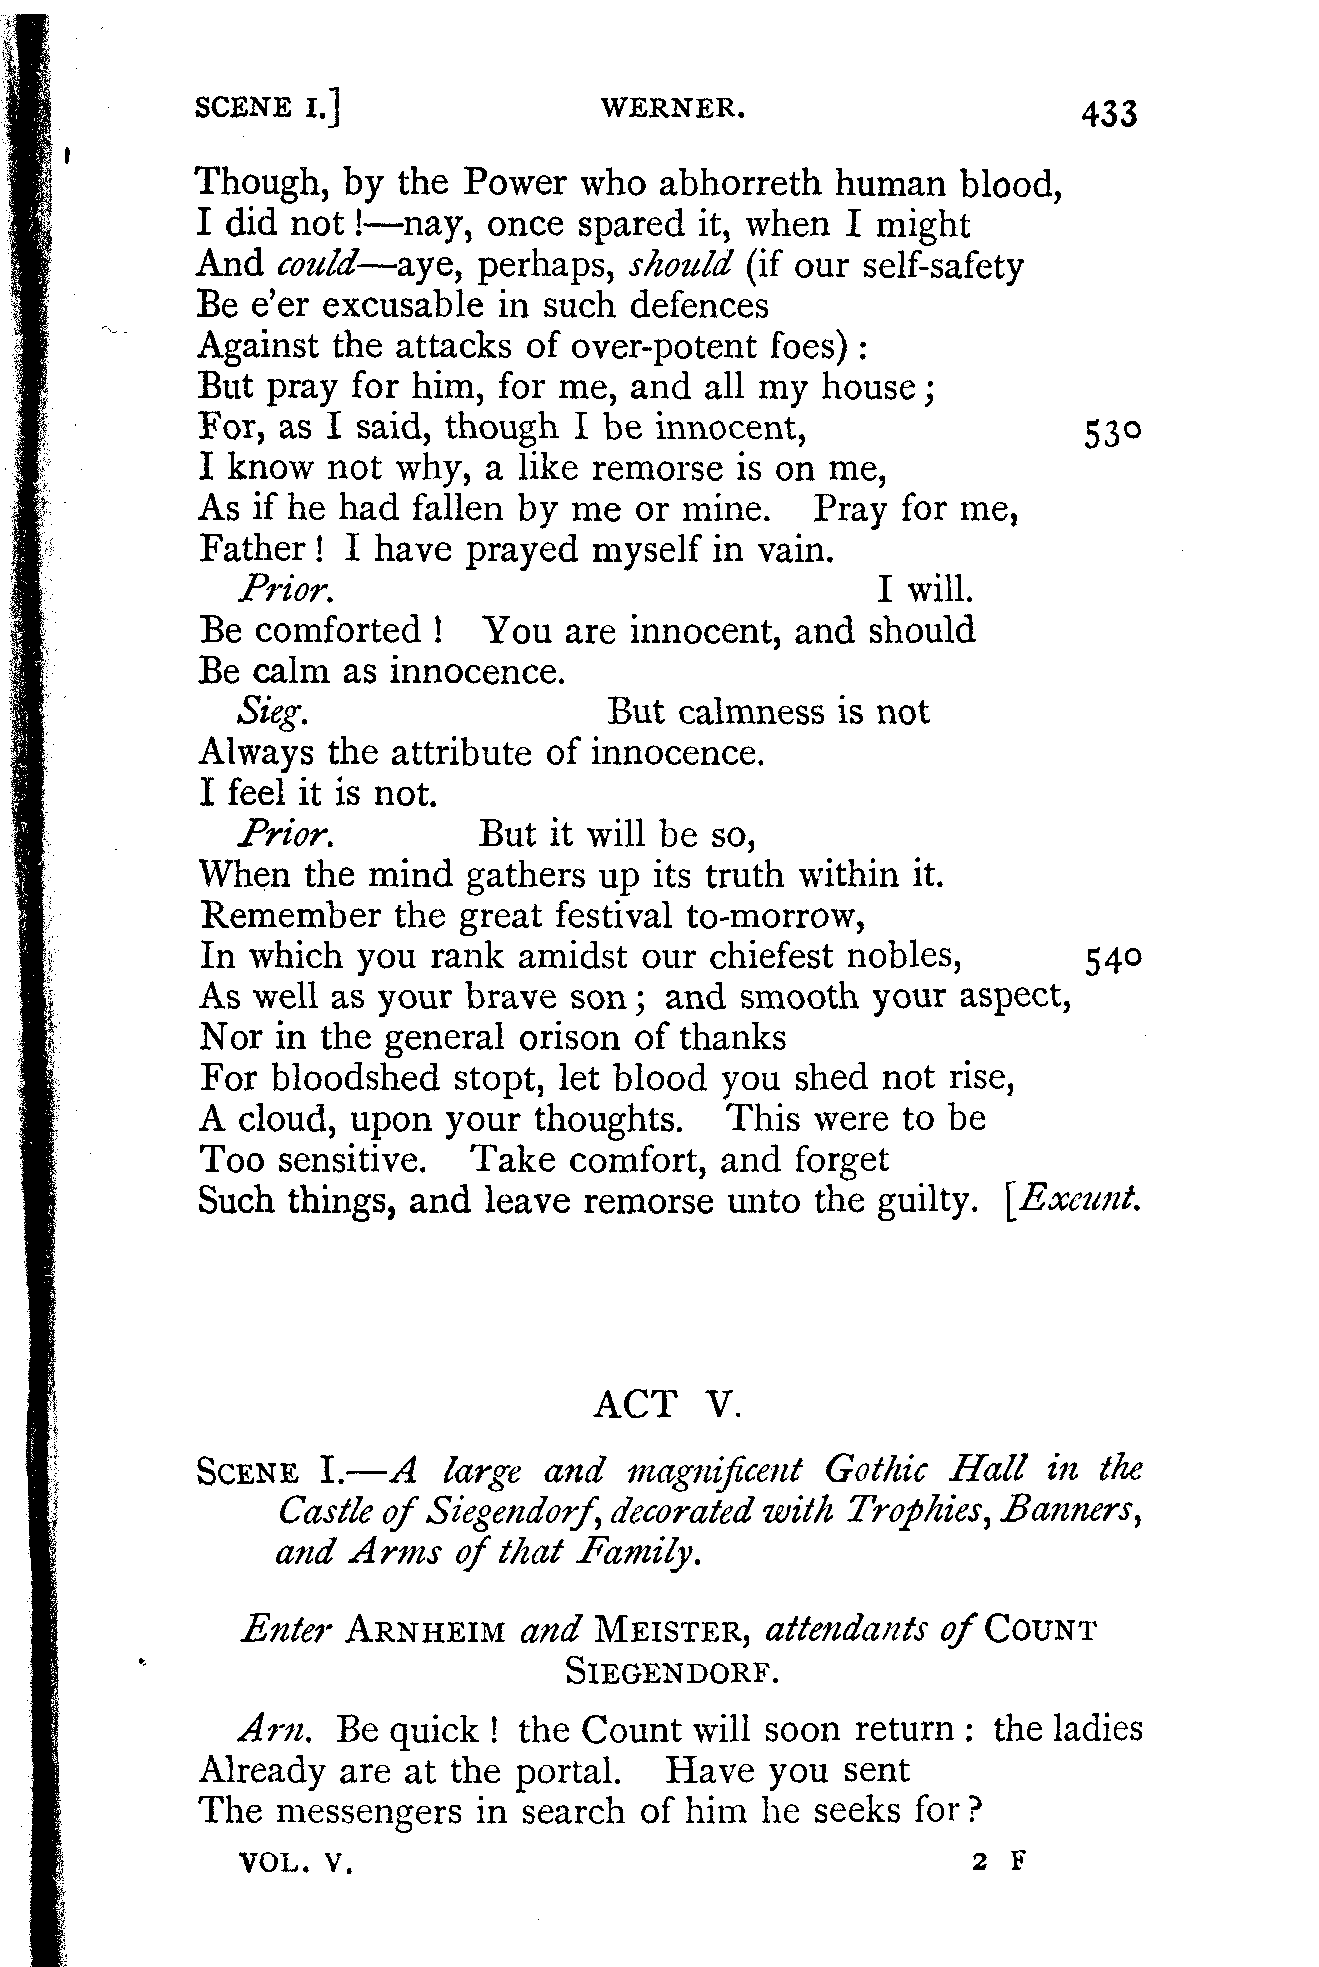 SCENE I.] WERNER. 433
Though, by the Power who abhorreth human blood,
I did not!—nay, once spared it, when I might
And could—aye, perhaps, should (if our self-safety
Be e'er excusable in such defences
Against the attacks of over-potent foes):
But pray for him, for me, and all my house;
For, as I said, though I be innocent, 530
I know not why, a like remorse is on me,
As if he had fallen by me or mine. Pray for me,
Father! I have prayed myself in vain.
Prior. I will.
Be comforted! You are innocent, and should
Be calm as innocence.
Sieg. But calmness is not
Always the attribute of innocence.
I feel it is not.
Prior. But it will be so,
When the mind gathers up its truth within it.
Remember the great festival to-morrow,
In which you rank amidst our chiefest nobles, 540
As well as your brave son; and smooth your aspect,
Nor in the general orison of thanks
For bloodshed stopt, let blood you shed not rise,
A cloud, upon your thoughts. This were to be
Too sensitive. Take comfort, and forget
Such things, and leave remorse unto the guilty. [Exeunt.
ACT V.
SCENE I.—A large and magnificent Gothic Hall in the
Castle of Siegendorf, decorated with Trophies, Banners,
and Arms of that Family.
Enter ARNHEIM and MEISTER, attendants of COUNT
SIEGENDORF.
Arn. Be quick! the Count will soon return: the ladies
Already are at the portal. Have you sent
The messengers in search of him he seeks for?
VOL. V. 2 F